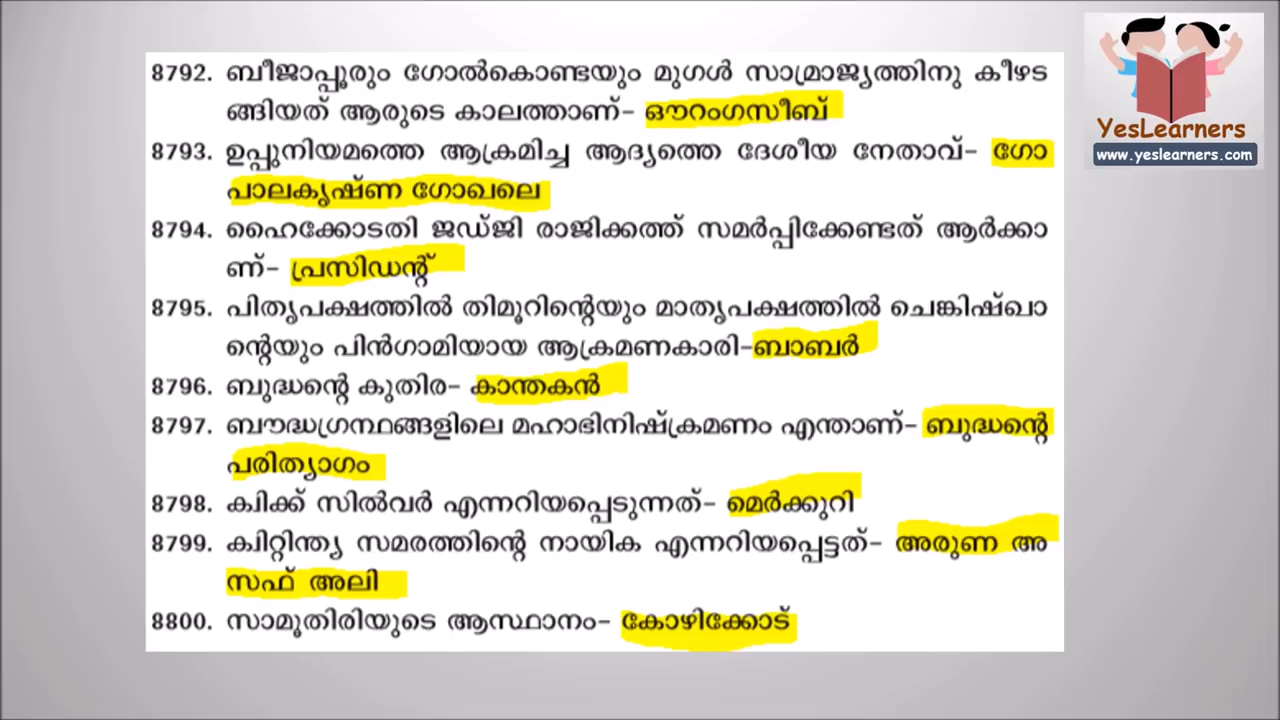 8792. ബീജാപ്പൂരും ഗോൽകൊണ്ടയും മുഗൾ സാമ്രാജ്യത്തിനു കീഴട
ങ്ങിയത് ആരുടെ കാലത്താണ്- ഔറംഗസീബ്
8793. ഉപ്പുനിയമത്തെ ആക്രമിച്ച ആദ്യത്തെ ദേശീയ നേതാവ്- ഗോ
പാലകൃഷ്ണ ഗോഖലെ
8794. ഹൈക്കോടതി ജഡ്ജി രാജിക്കത്ത് സമർപ്പിക്കേണ്ടത് ആർക്കാ
ണ്- പ്രസിഡന്റ്
8795. പിതൃപക്ഷത്തിൽ തിമൂറിന്റെയും മാതൃപക്ഷത്തിൽ ചെങ്കിഷ്ഖാ
ന്റെയും പിൻഗാമിയായ ആക്രമണകാരി-ബാബർ
8796. ബുദ്ധന്റെ കുതിര- കാന്തകൻ
8797. ബൗദ്ധഗ്രന്ഥങ്ങളിലെ മഹാഭിനിഷ്ക്രമണം എന്താണ്- ബുദ്ധന്റെ
പരിത്യാഗം
8798. ക്വിക്ക് സിൽവർ എന്നറിയപ്പെടുന്നത്- മെർക്കുറി
8799. ക്വിറ്റിന്ത്യ സമരത്തിന്റെ നായിക എന്നറിയപ്പെട്ടത്- അരുണ അ
സഫ് അലി
8800. സാമൂതിരിയുടെ ആസ്ഥാനം- കോഴിക്കോട്
YesLearners
www.yeslearners.com